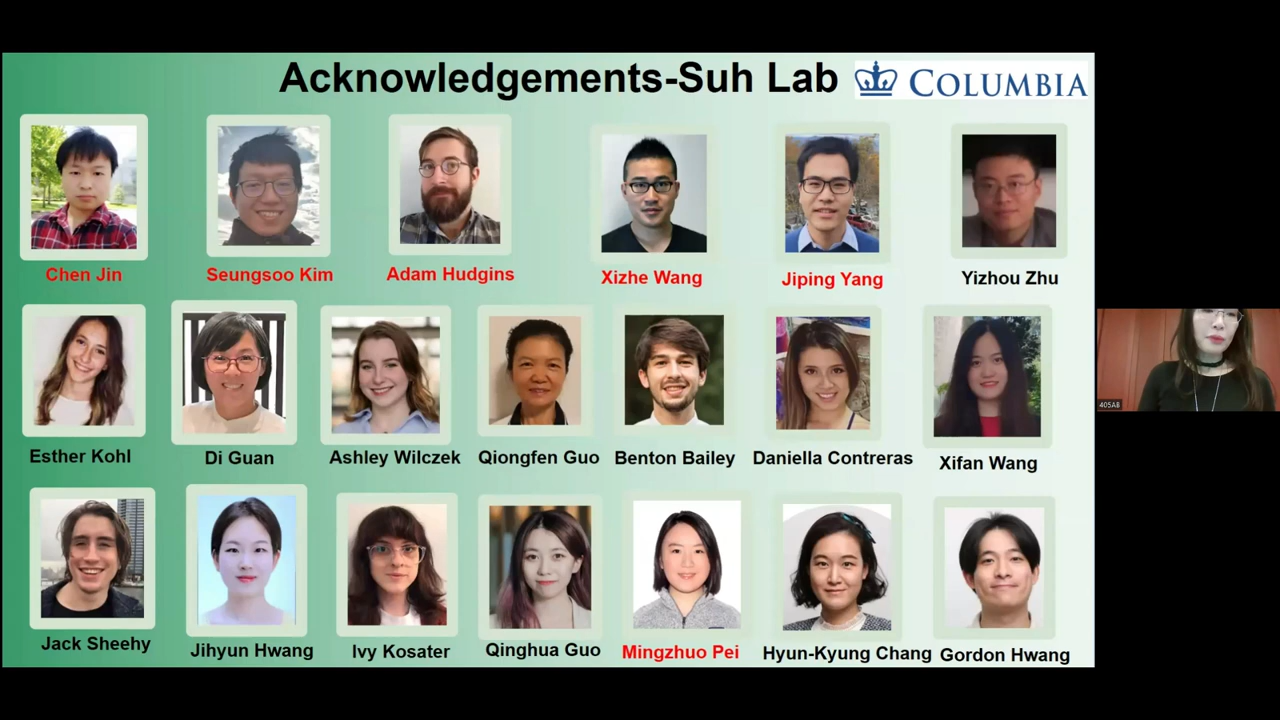 Acknowledgements-Suh Lab
COLUMBIA
Chen Jin
Seungsoo Kim
Adam Hudgins
Xizhe Wang
Jiping Yang
Yizhou Zhu
Esther Kohl
Di Guan
Ashley Wilczek
Qiongfen Guo
Benton Bailey
Daniella Contreras
Xifan Wang
Jack Sheehy
Jihyun Hwang
Ivy Kosater
Qinghua Guo
Mingzhuo Pei
Hyun-Kyung Chang
Gordon Hwang
405AB